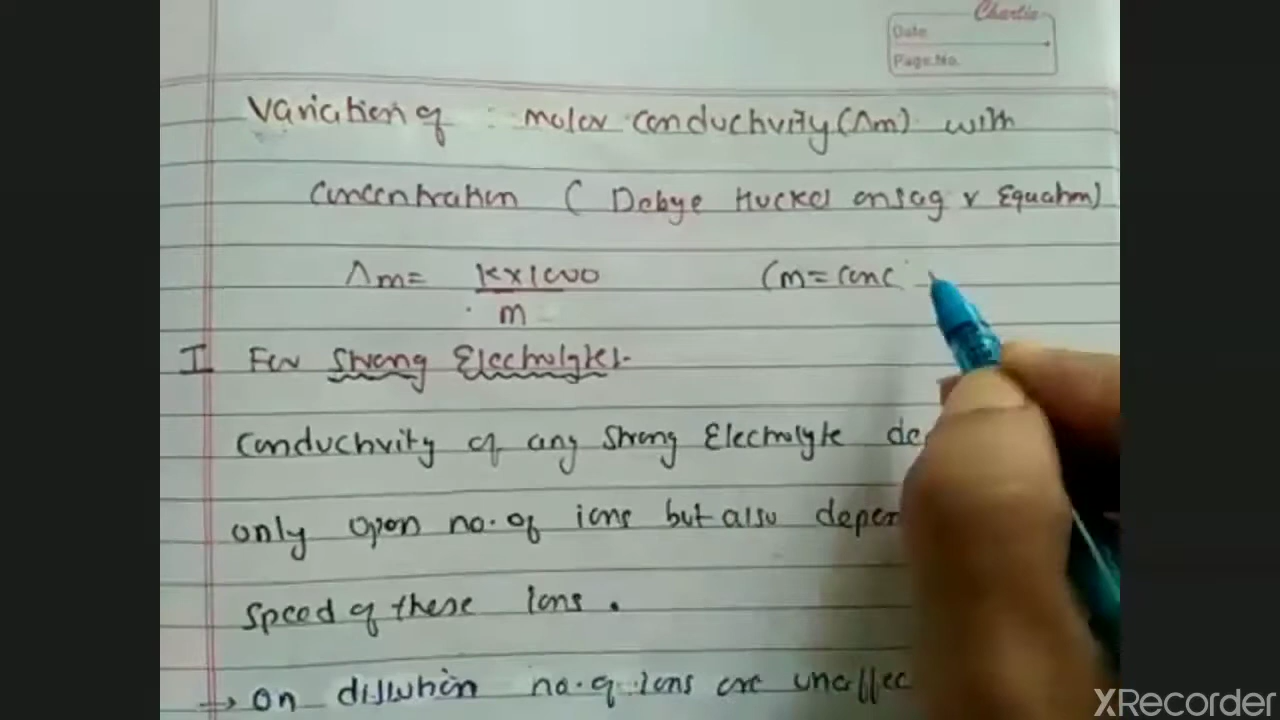 Charlie
Date
Page.No.
Variation of : molar conductivity (Λm) with
concentration ( Debye Huckel onsager Equation)
Λm= K×1000 (m=conc
m
I For Strong Electrolytes.
Conductivity of any Strong Electrolyte de
only upon no. of ions but also depen
speed of these ions .
→ On dilution no. of ions are unaffec
XRecorder